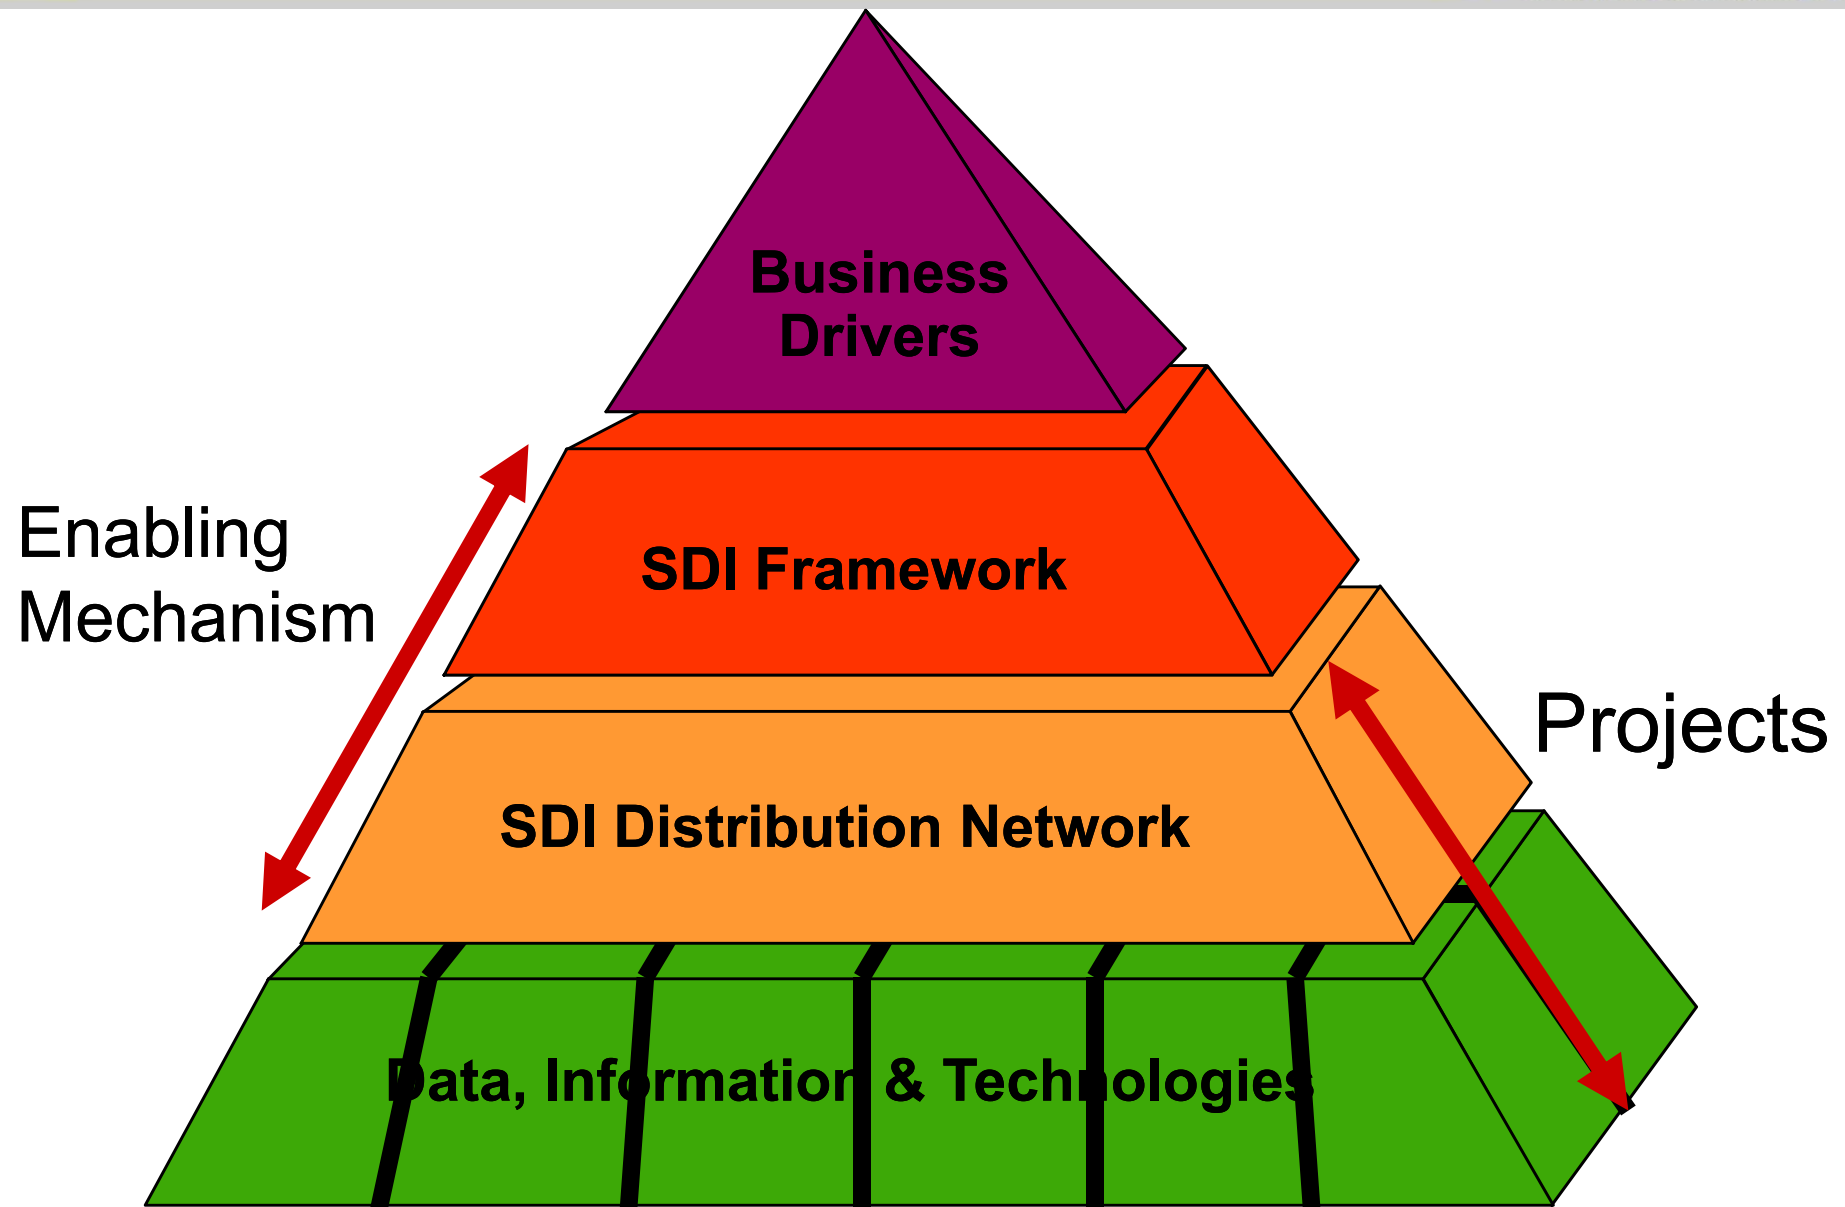 Business
Drivers
Enabling
Mechanism
SDI Framework
Projects
SDI Distribution Network
Data, Information & Technologies